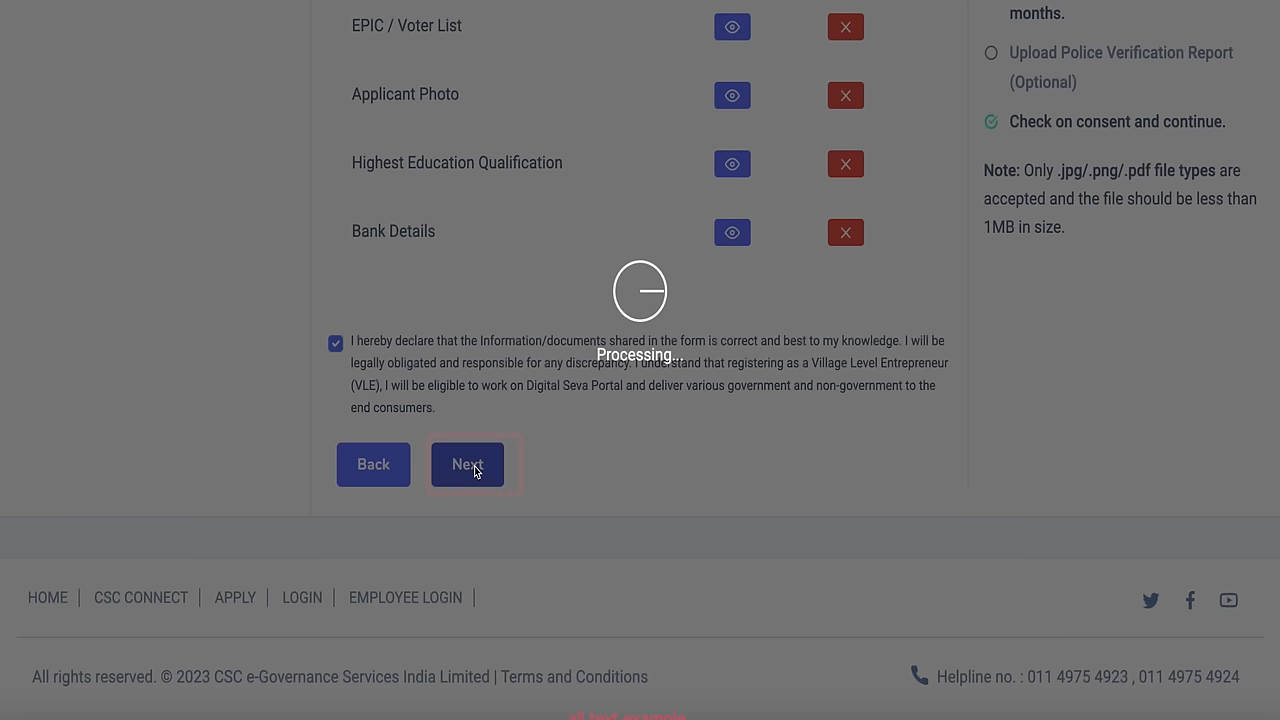 EPIC / Voter List
Applicant Photo
Highest Education Qualification
Bank Details
Processing...
I hereby declare that the Information/documents shared in the form is correct and best to my knowledge. I will be
legally obligated and responsible for any discrepancy. I understand that registering as a Village Level Entrepreneur
(VLE), I will be eligible to work on Digital Seva Portal and deliver various government and non-government to the
end consumers.
Back
Next
months.
Upload Police Verification Report
(Optional)
Check on consent and continue.
Note: Only .jpg/.png/.pdf file types are
accepted and the file should be less than
1MB in size.
HOME | CSC CONNECT | APPLY | LOGIN | EMPLOYEE LOGIN |
All rights reserved. © 2023 CSC e-Governance Services India Limited | Terms and Conditions
Helpline no. : 011 4975 4923 , 011 4975 4924